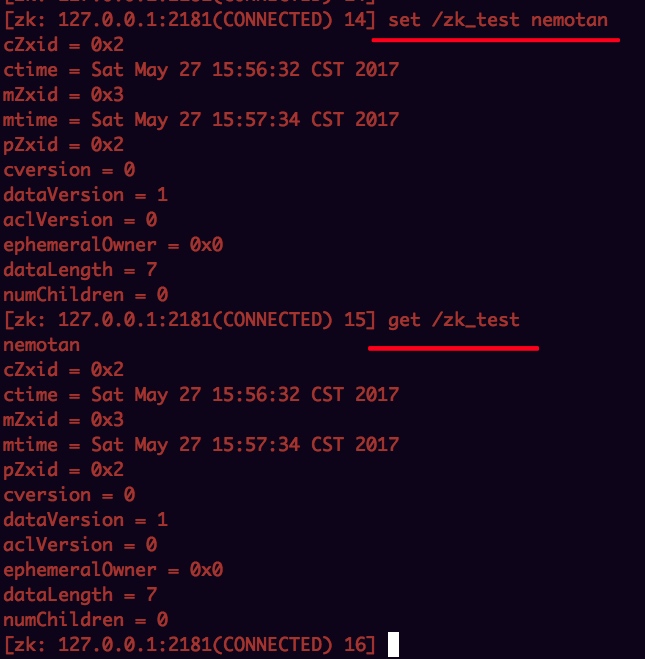 [zk: 127.0.0.1:2181(CONNECTED) 14] set /zk_test nemotan
cZxid = 0x2
ctime = Sat May 27 15:56:32 CST 2017
mZxid = 0x3
mtime = Sat May 27 15:57:34 CST 2017
pZxid = 0x2
cversion = 0
dataVersion = 1
aclVersion = 0
ephemeralOwner = 0x0
dataLength = 7
numChildren = 0
[zk: 127.0.0.1:2181(CONNECTED) 15] get /zk_test
nemotan
cZxid = 0x2
ctime = Sat May 27 15:56:32 CST 2017
mZxid = 0x3
mtime = Sat May 27 15:57:34 CST 2017
pZxid = 0x2
cversion = 0
dataVersion = 1
aclVersion = 0
ephemeralOwner = 0x0
dataLength = 7
numChildren = 0
[zk: 127.0.0.1:2181(CONNECTED) 16]